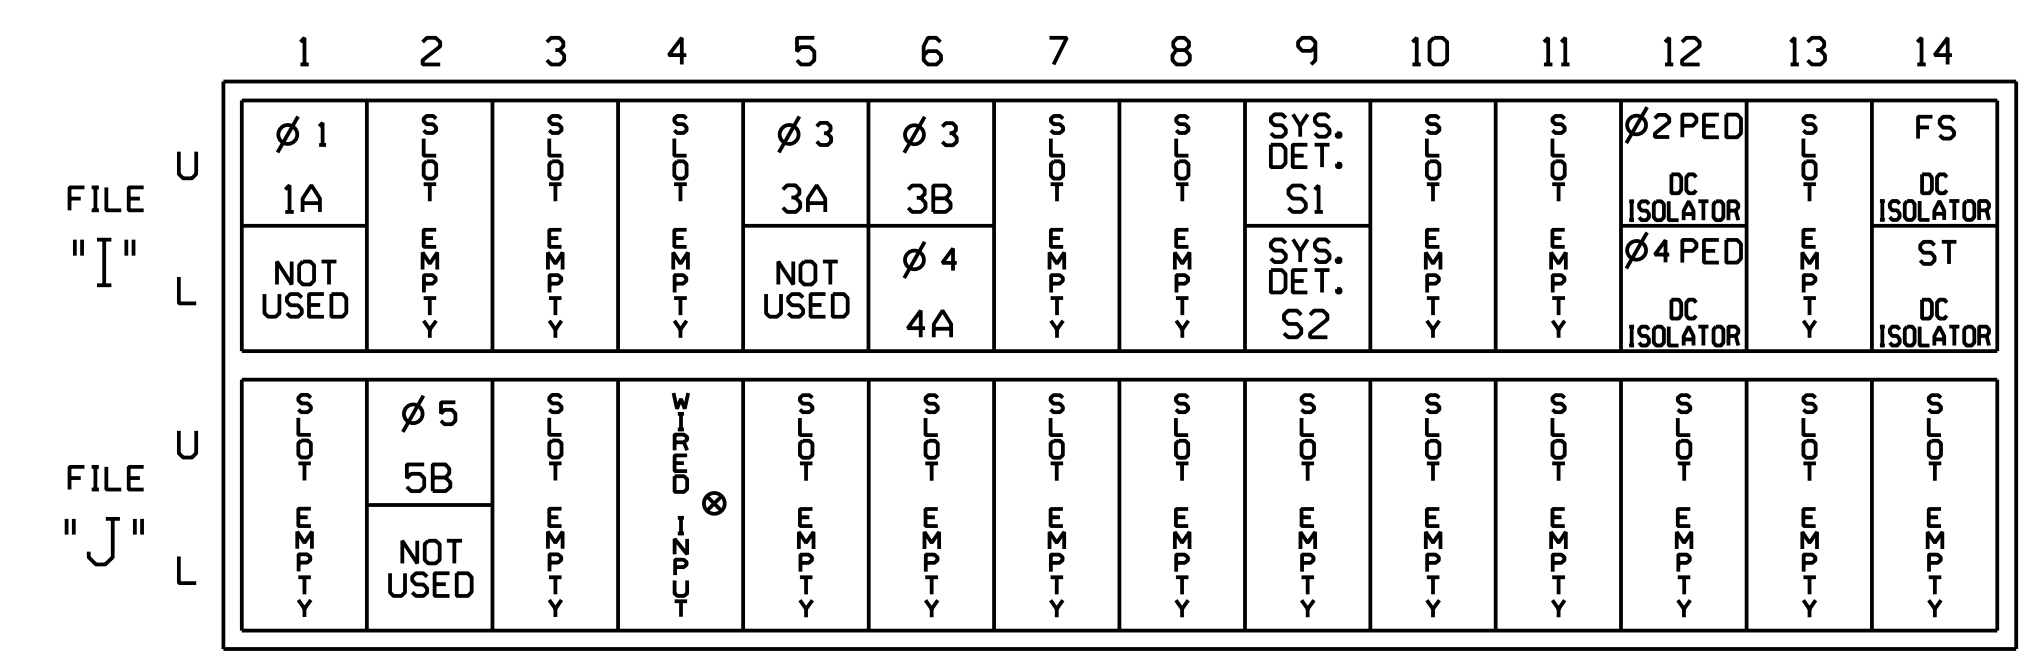 1 2 3 4 5 6 7 8 9 10 11 12 13 14
FILE
"I"
U
L
Ø 1
1A
NOT
USED
SLOT EMPTY
SLOT EMPTY
SLOT EMPTY
Ø 3
3A
NOT
USED
Ø 3
3B
Ø 4
4A
SLOT EMPTY
SLOT EMPTY
SYS.
DET.
S1
SYS.
DET.
S2
SLOT EMPTY
SLOT EMPTY
Ø2 PED
DC
ISOLATOR
Ø4 PED
DC
ISOLATOR
SLOT EMPTY
FS
DC
ISOLATOR
ST
DC
ISOLATOR
FILE
"J"
U
L
SLOT EMPTY
Ø 5
5B
NOT
USED
SLOT EMPTY
WIRED INPUT
⊗
SLOT EMPTY
SLOT EMPTY
SLOT EMPTY
SLOT EMPTY
SLOT EMPTY
SLOT EMPTY
SLOT EMPTY
SLOT EMPTY
SLOT EMPTY
SLOT EMPTY